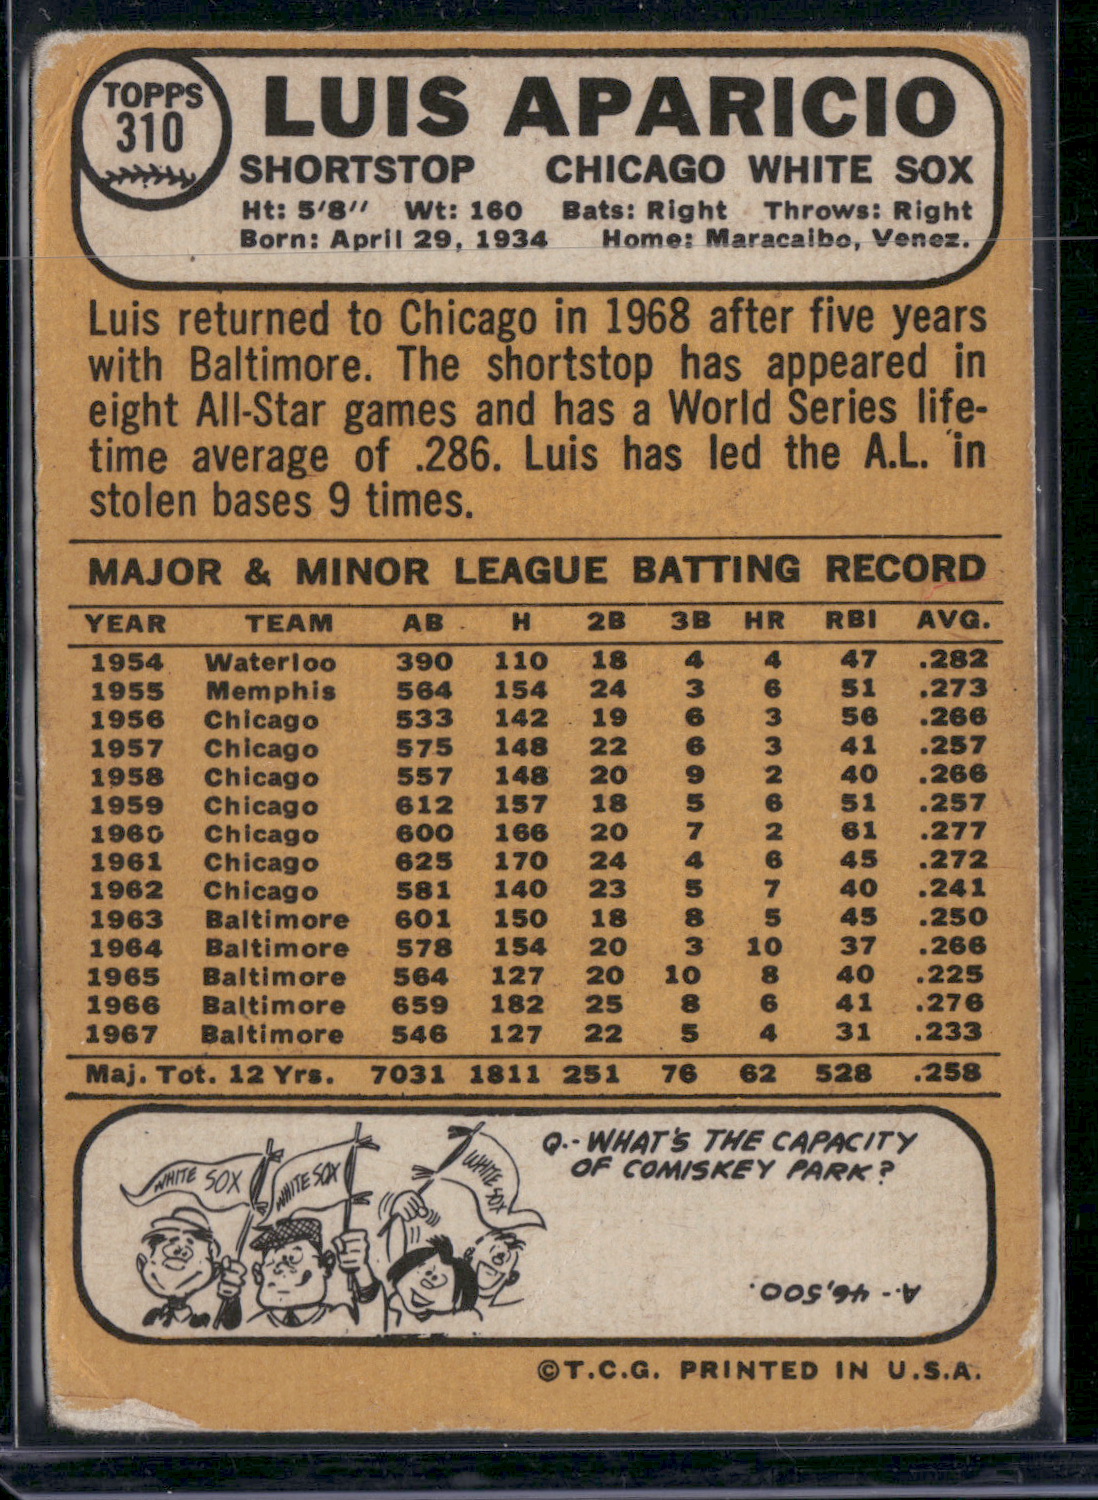 TOPPS
310
LUIS APARICIO
SHORTSTOP CHICAGO WHITE SOX
Ht: 5'8'' Wt: 160 Bats: Right Throws: Right
Born: April 29, 1934 Home: Maracaibo, Venez.
Luis returned to Chicago in 1968 after five years
with Baltimore. The shortstop has appeared in
eight All-Star games and has a World Series life-
time average of .286. Luis has led the A.L. in
stolen bases 9 times.
MAJOR & MINOR LEAGUE BATTING RECORD
YEAR TEAM AB H 2B 3B HR RBI AVG.
1954 Waterloo 390 110 18 4 4 47 .282
1955 Memphis 564 154 24 3 6 51 .273
1956 Chicago 533 142 19 6 3 56 .266
1957 Chicago 575 148 22 6 3 41 .257
1958 Chicago 557 148 20 9 2 40 .266
1959 Chicago 612 157 18 5 6 51 .257
1960 Chicago 600 166 20 7 2 61 .277
1961 Chicago 625 170 24 4 6 45 .272
1962 Chicago 581 140 23 5 7 40 .241
1963 Baltimore 601 150 18 8 5 45 .250
1964 Baltimore 578 154 20 3 10 37 .266
1965 Baltimore 564 127 20 10 8 40 .225
1966 Baltimore 659 182 25 8 6 41 .276
1967 Baltimore 546 127 22 5 4 31 .233
Maj. Tot. 12 Yrs. 7031 1811 251 76 62 528 .258
WHITE SOX
WHITE SOX
WHITE SOX
Q.- WHAT'S THE CAPACITY
OF COMISKEY PARK?
A.- 46,500.
©T.C.G. PRINTED IN U.S.A.